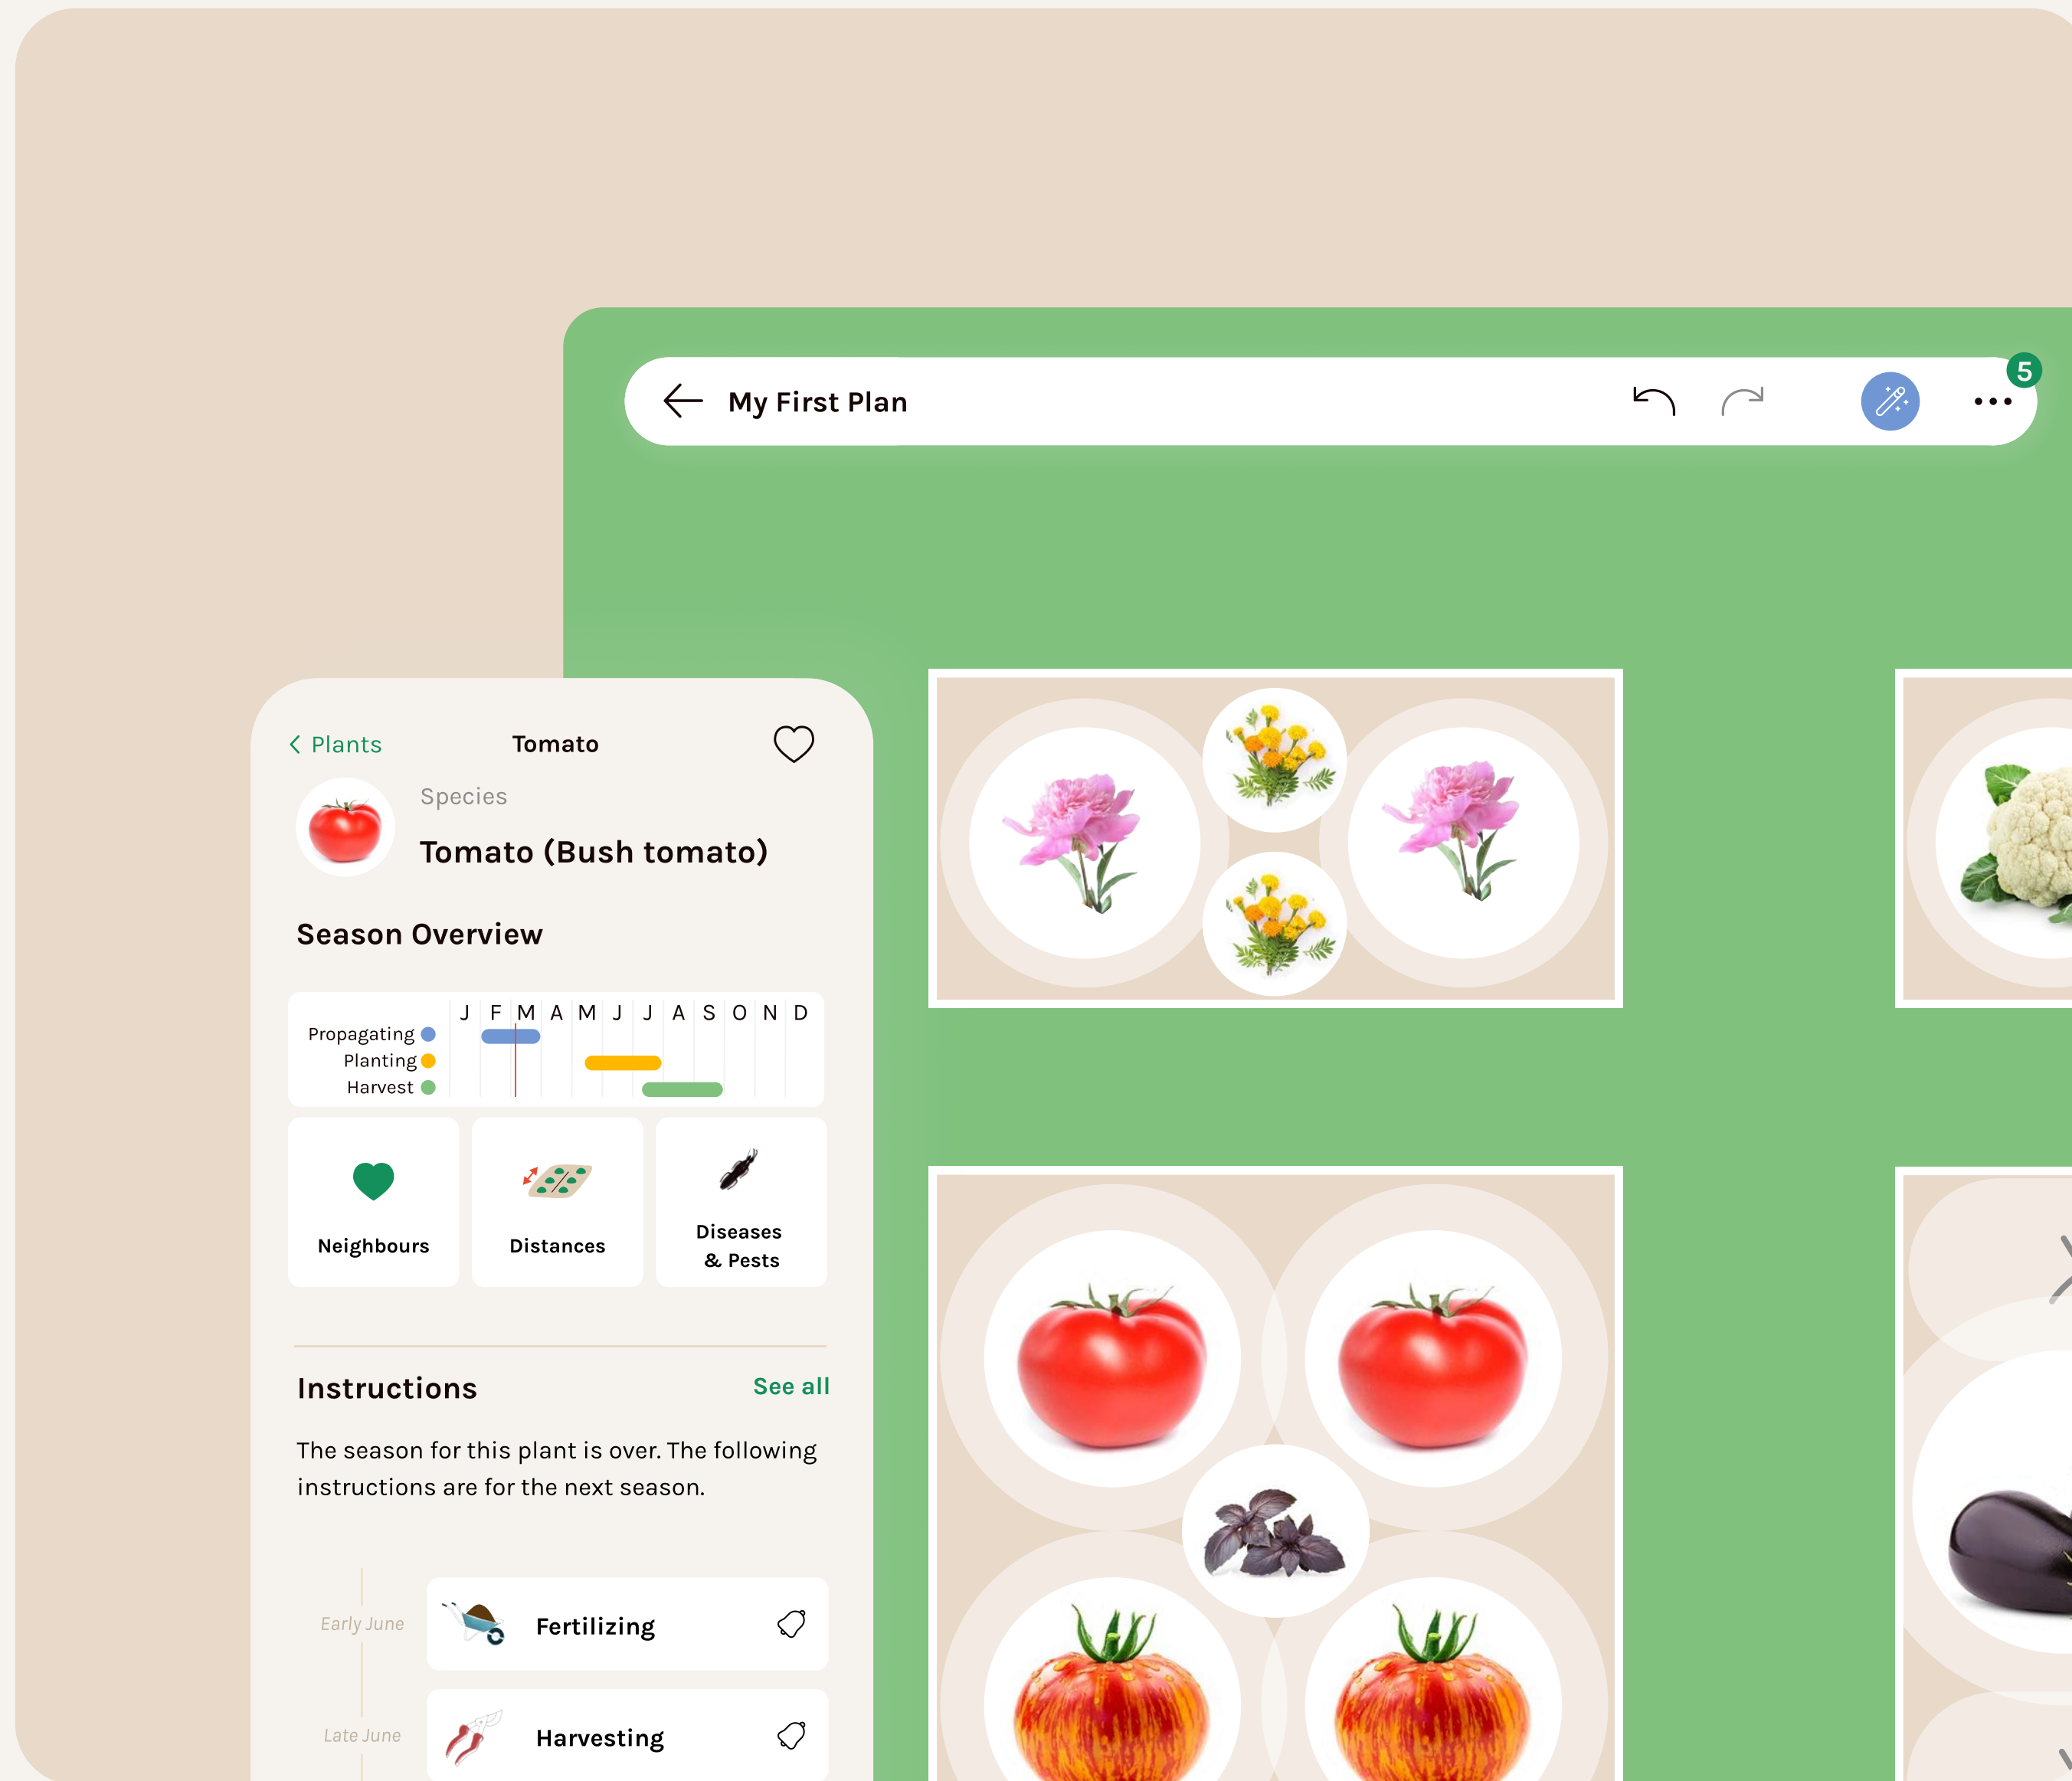 My First Plan
5
Plants
Tomato
Species
Tomato (Bush tomato)
Season Overview
J F M A M J J A S O N D
Propagating
Planting
Harvest
Neighbours
Distances
Diseases
& Pests
Instructions
See all
The season for this plant is over. The following
instructions are for the next season.
Early June
Fertilizing
Late June
Harvesting